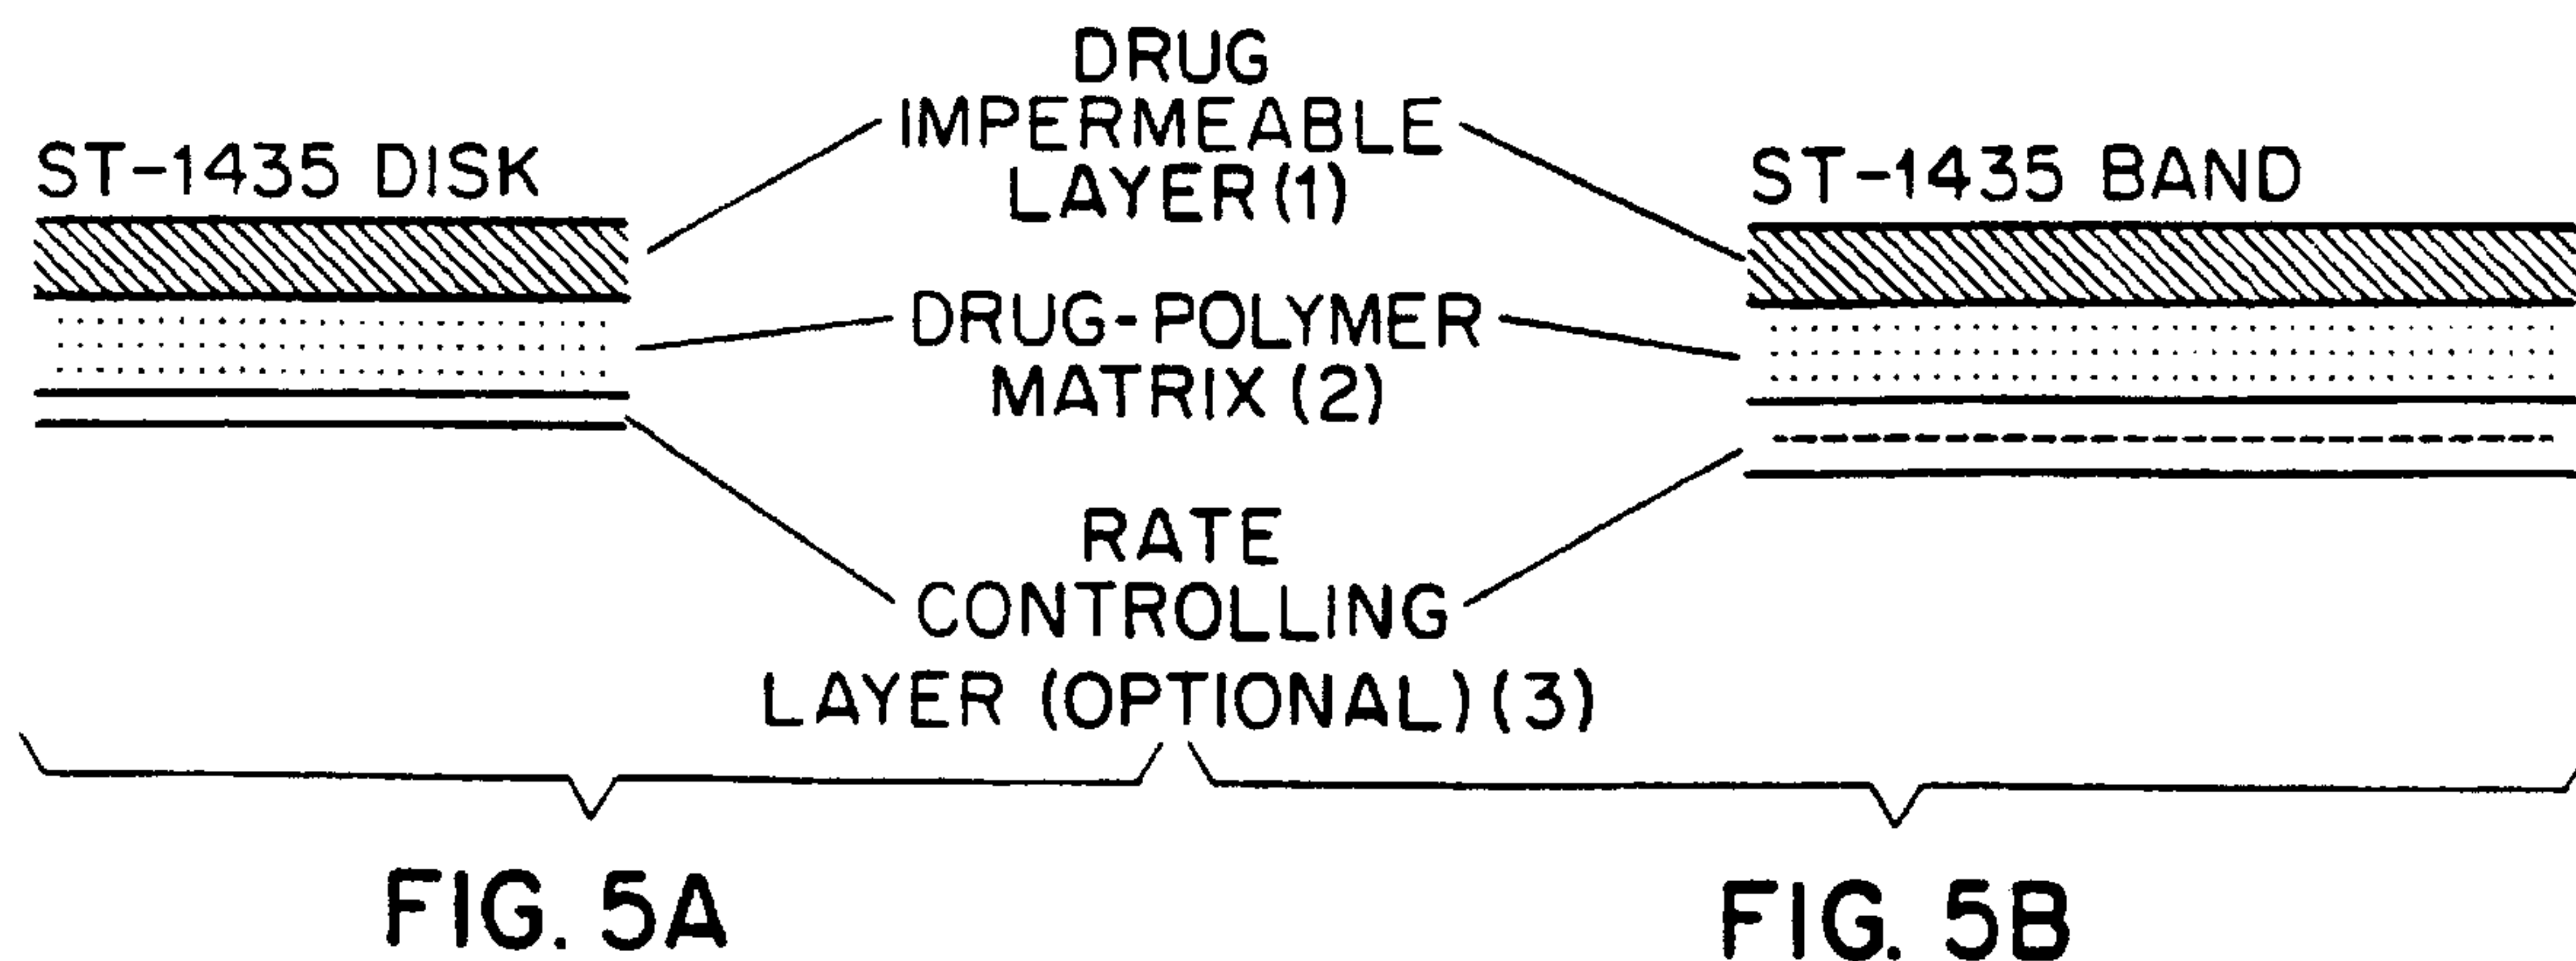 DRUG
IMPERMEABLE
LAYER (1)
ST-1435 DISK
ST-1435 BAND
DRUG-POLYMER
MATRIX (2)
RATE
CONTROLLING
LAYER (OPTIONAL) (3)
FIG. 5A
FIG. 5B